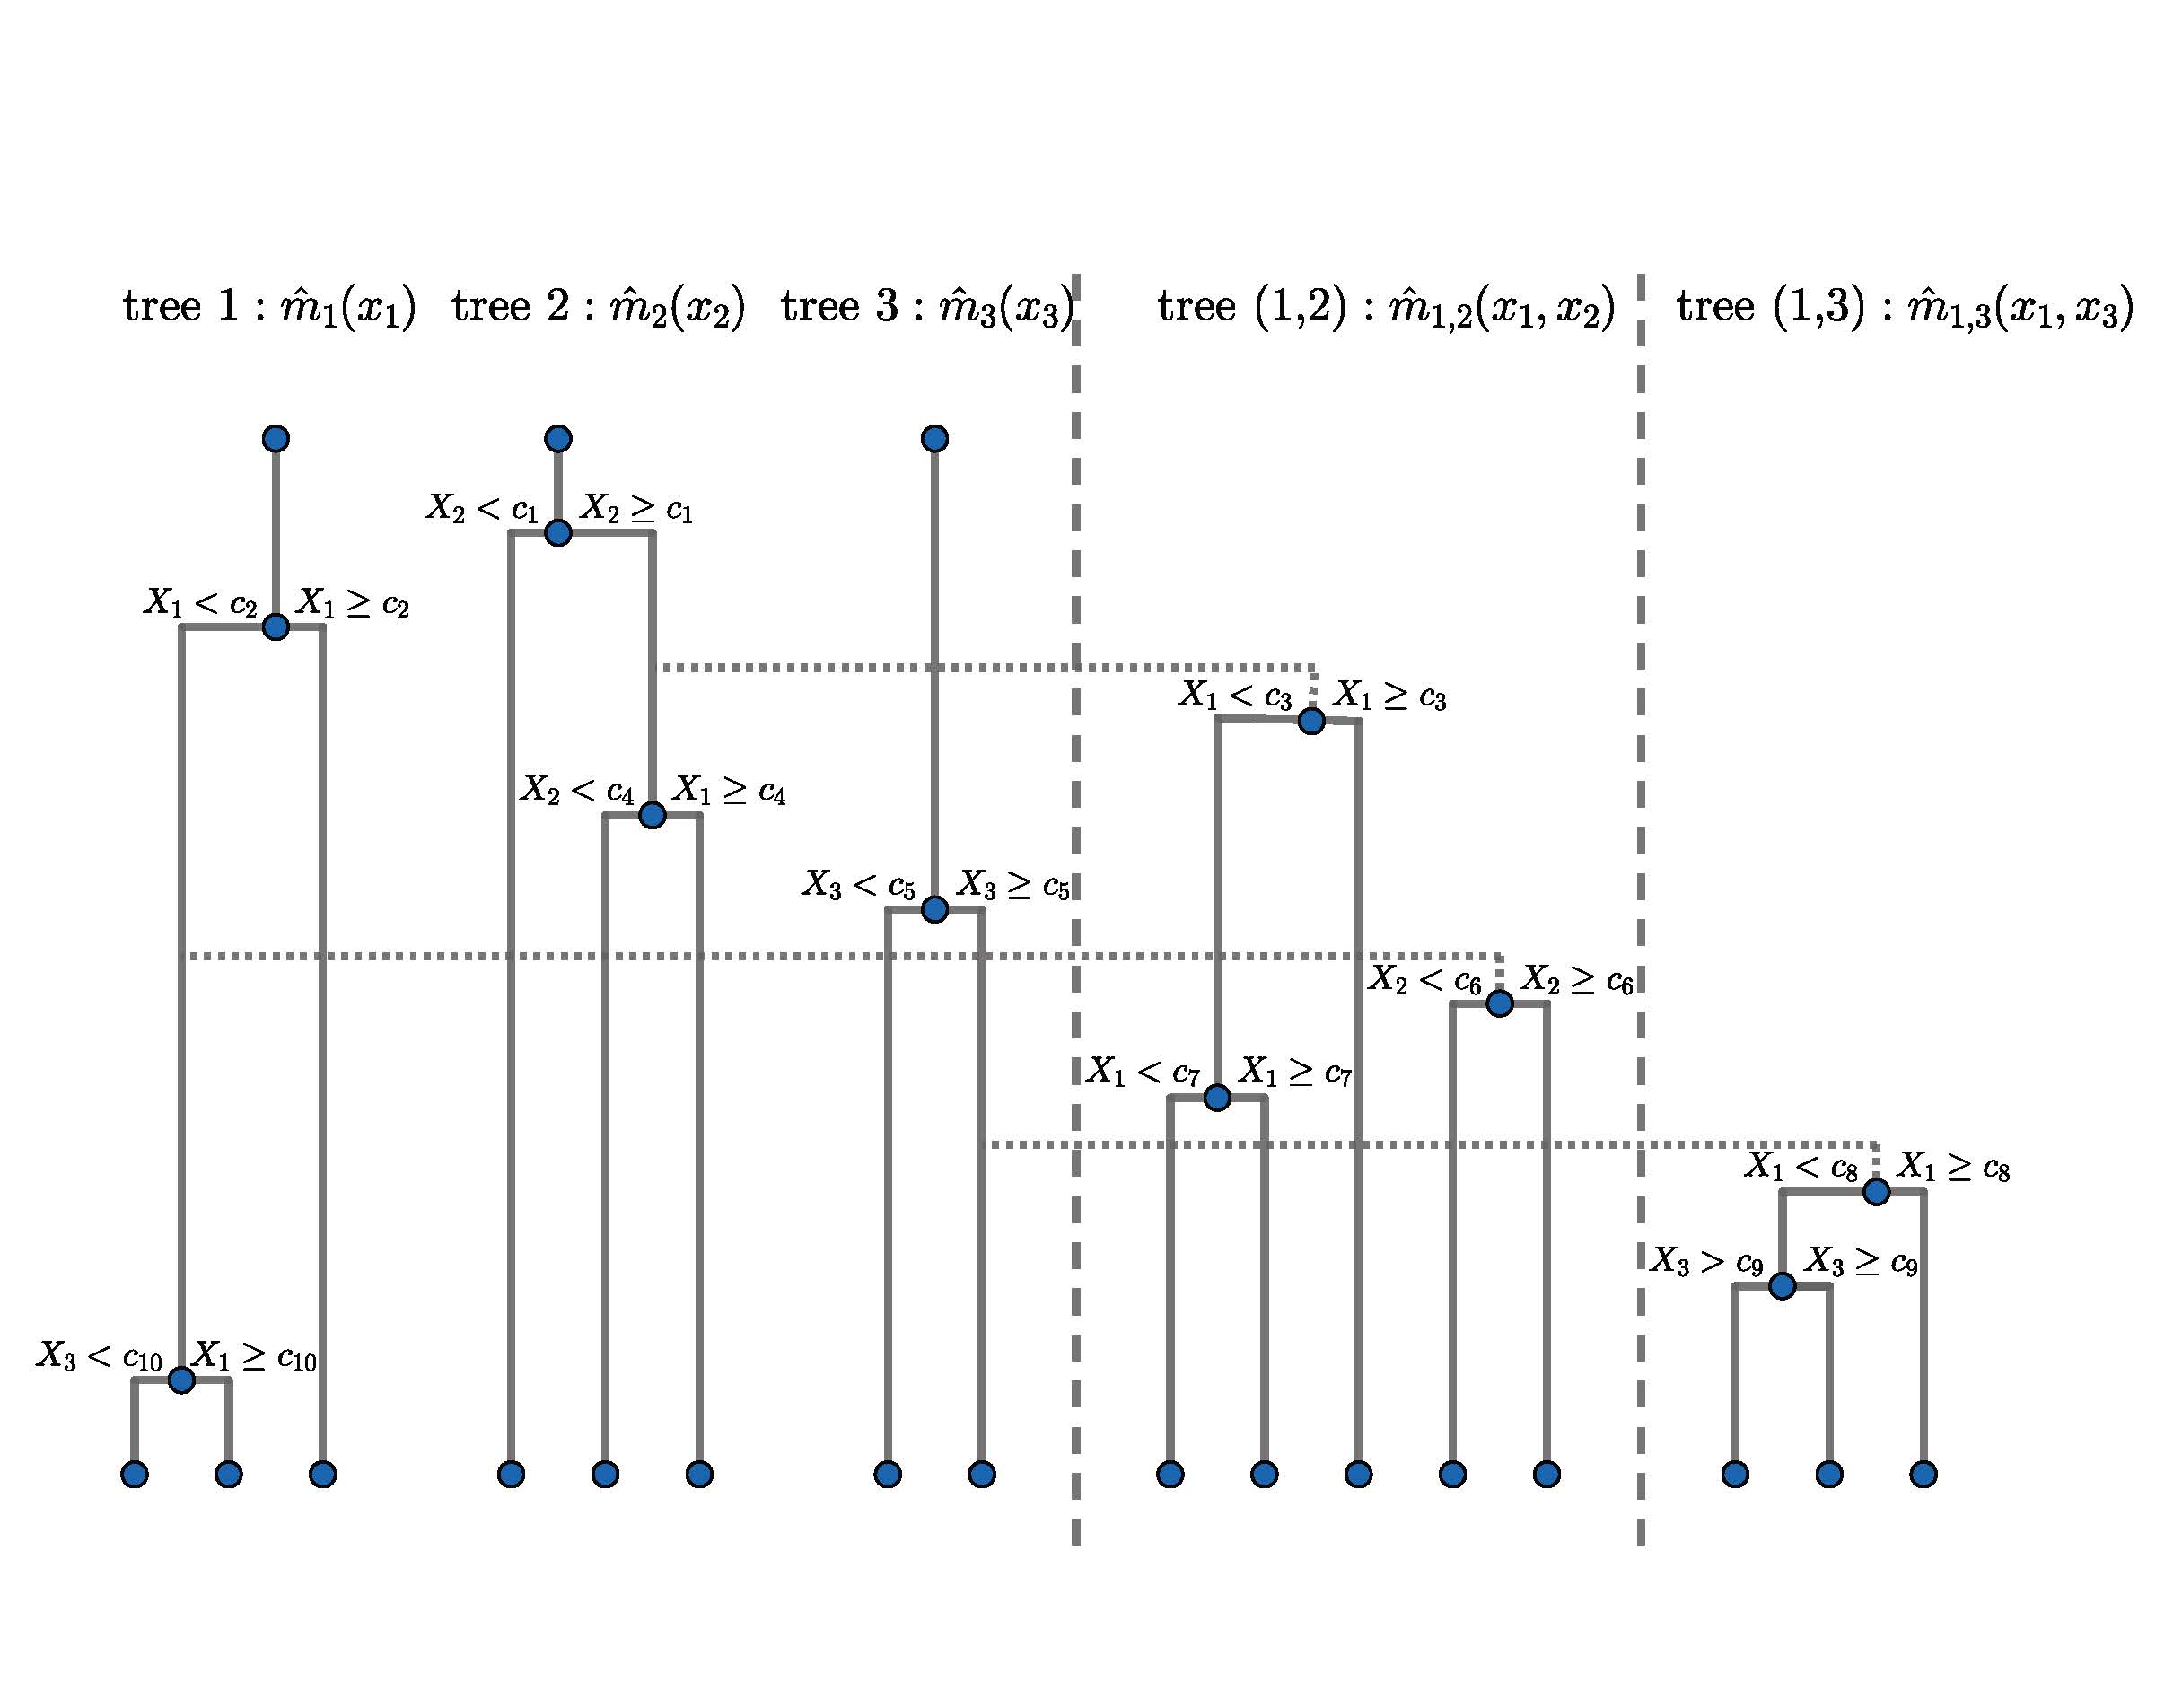 tree 1 : m̂₁(x₁) tree 2 : m̂₂(x₂) tree 3 : m̂₃(x₃) tree (1,2) : m̂₁,₂(x₁, x₂) tree (1,3) : m̂₁,₃(x₁, x₃)
X₂ < c₁ X₂ ≥ c₁
X₁ < c₂ X₁ ≥ c₂
X₁ < c₃ X₁ ≥ c₃
X₂ < c₄ X₁ ≥ c₄
X₃ < c₅ X₃ ≥ c₅
X₂ < c₆ X₂ ≥ c₆
X₁ < c₇ X₁ ≥ c₇
X₁ < c₈ X₁ ≥ c₈
X₃ > c₉ X₃ ≥ c₉
X₃ < c₁₀ X₁ ≥ c₁₀